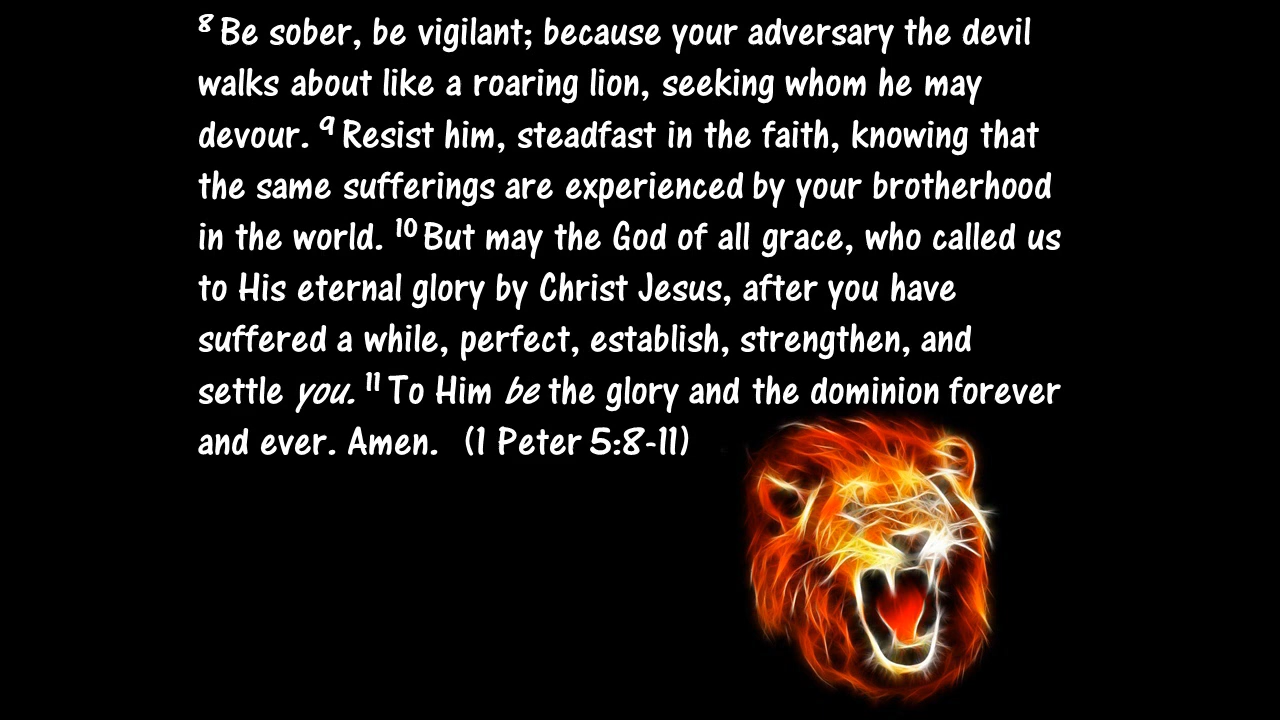 8 Be sober, be vigilant; because your adversary the devil
walks about like a roaring lion, seeking whom he may
devour. 9 Resist him, steadfast in the faith, knowing that
the same sufferings are experienced by your brotherhood
in the world. 10 But may the God of all grace, who called us
to His eternal glory by Christ Jesus, after you have
suffered a while, perfect, establish, strengthen, and
settle you. 11 To Him be the glory and the dominion forever
and ever. Amen. (1 Peter 5:8-11)